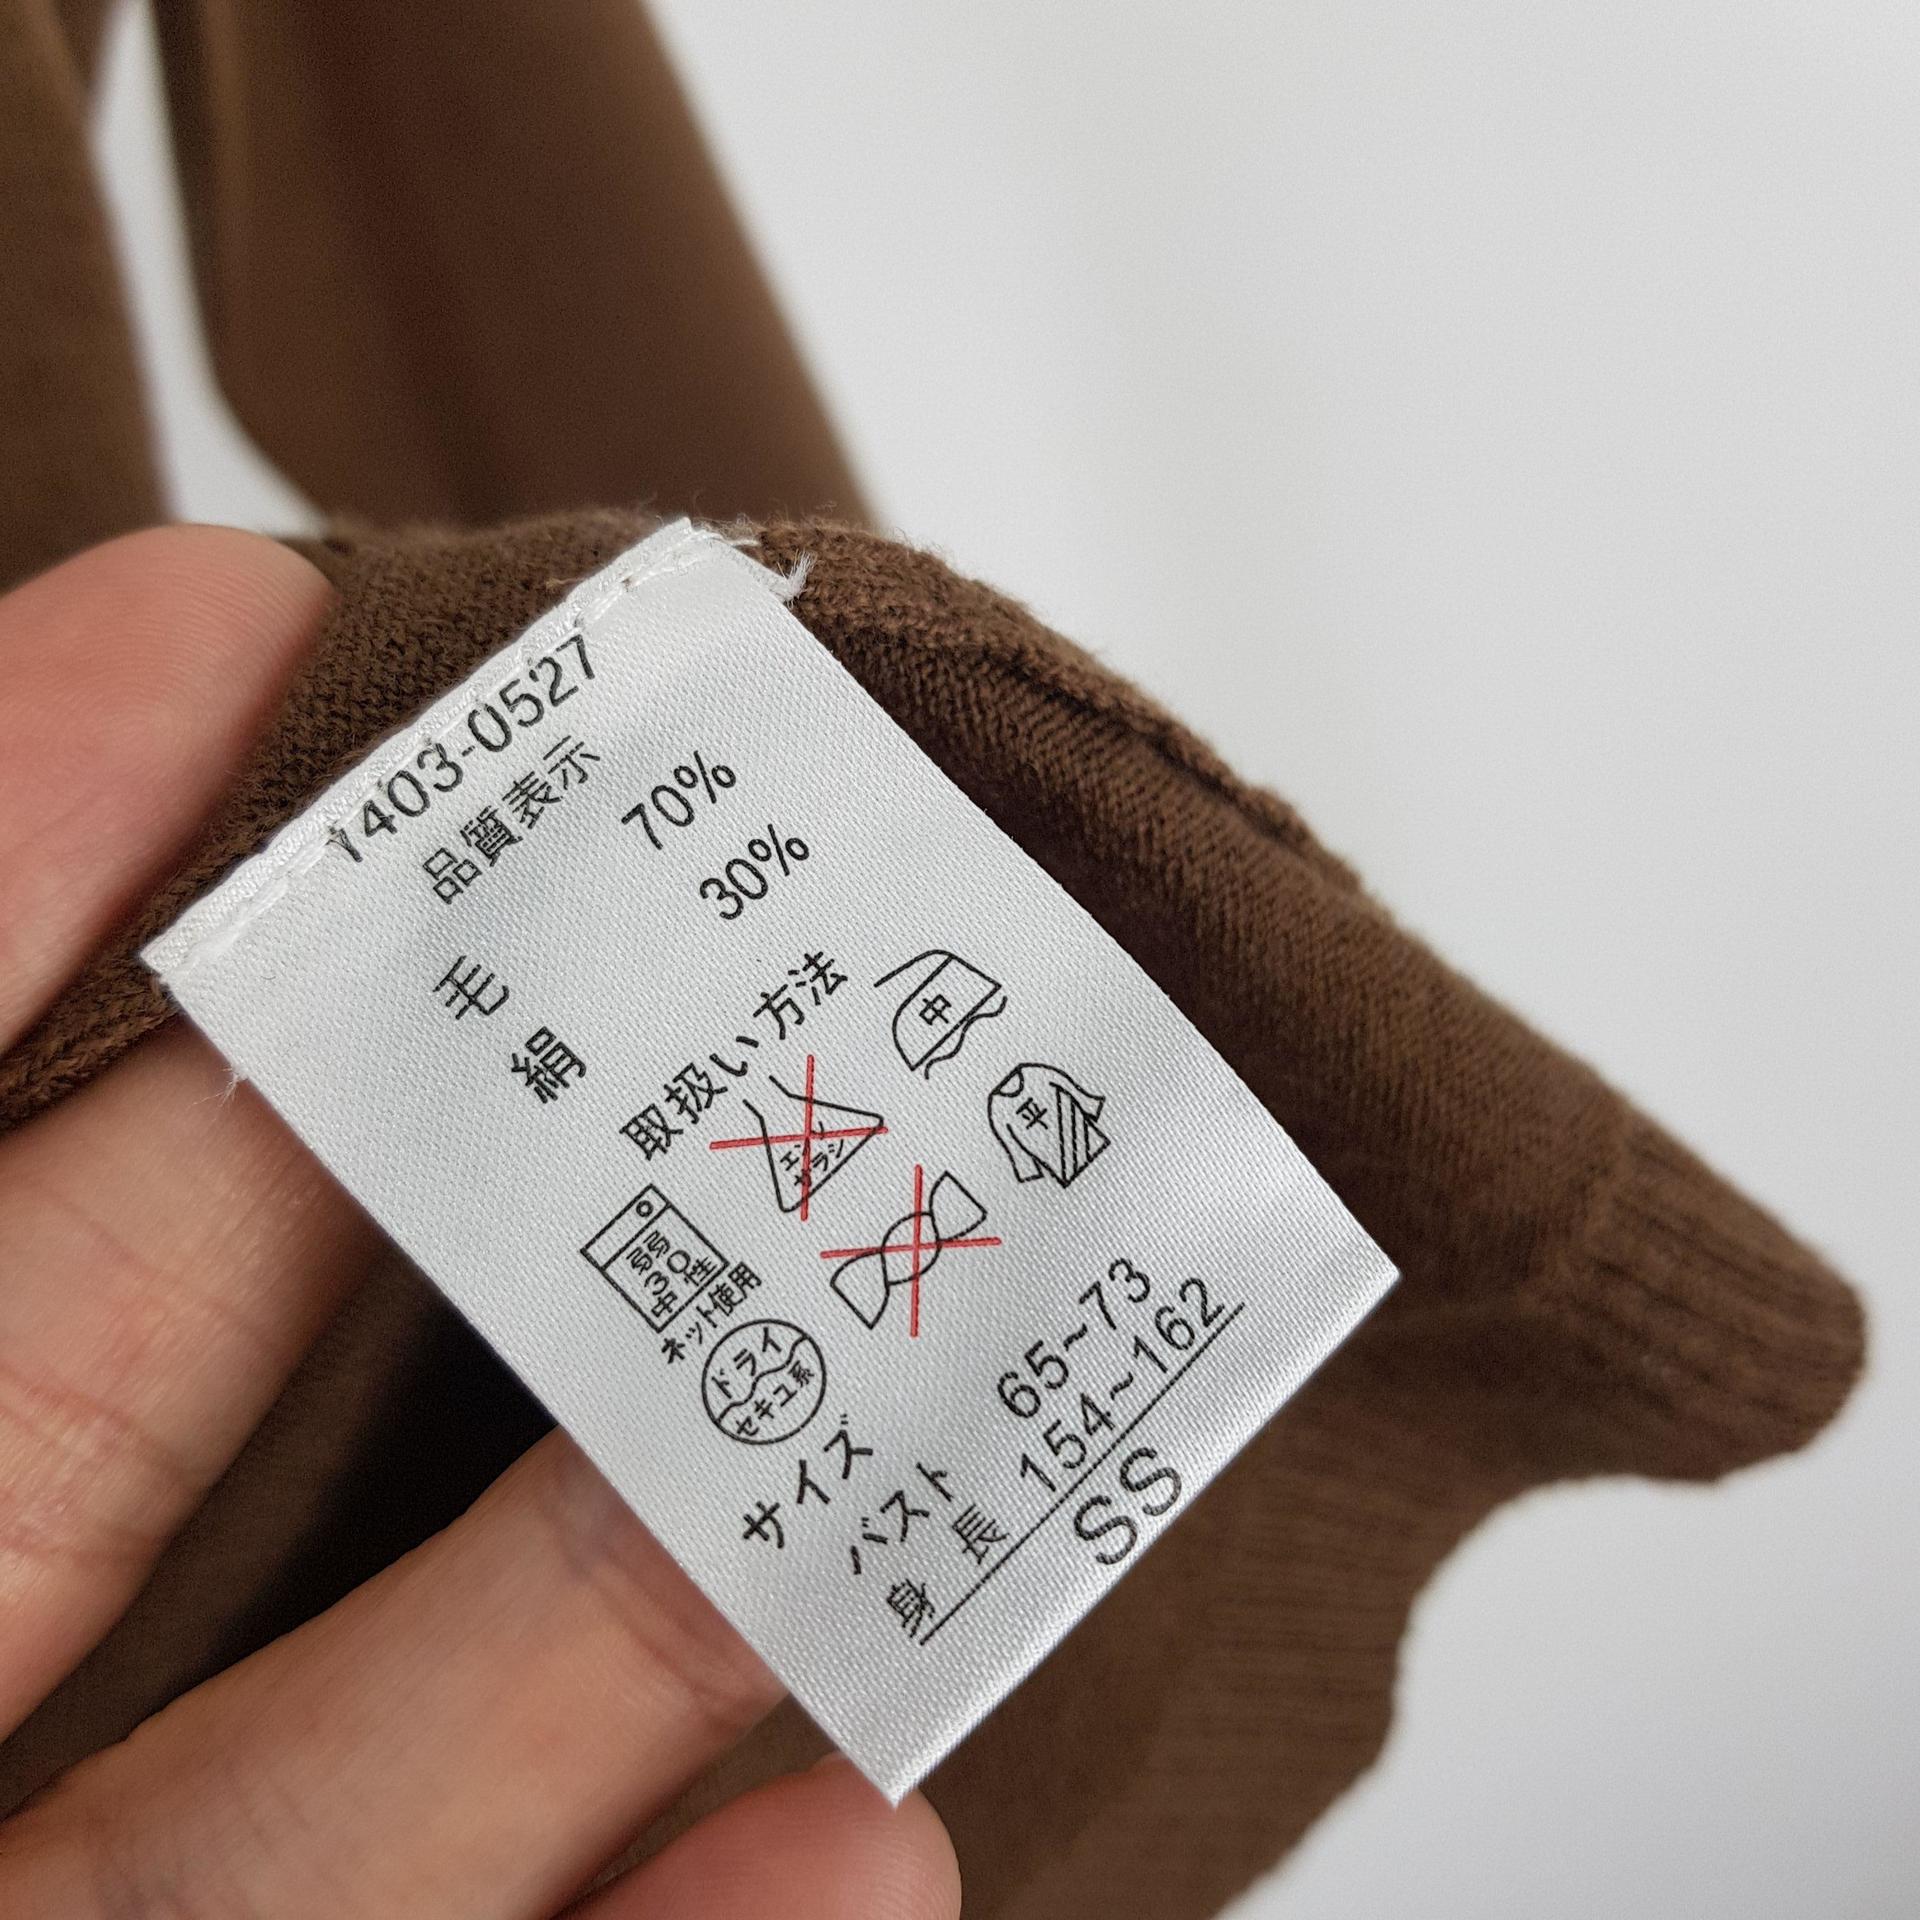 1403-0527
品質表示
毛 70%
絹 30%
取扱い方法
弱
30
中性
ネット使用
エンソ
サラシ
中
ドライ
セキユ系
平
サイズ
バスト 65~73
身長 154~162
SS